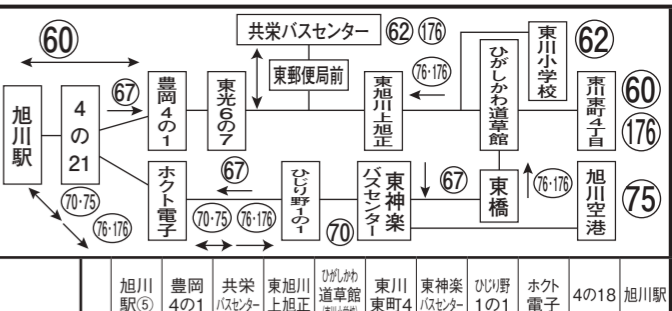 60
共栄バスセンター
62
176
東郵便局前
67
旭川駅
4の21
豊岡4の1
東光6の7
76・176
東旭川上旭正
ひがしかわ道草館
東川小学校
62
東川東町4丁目
60
176
70・75
76・176
ホクト電子
67
70・75
76・176
ひじり野1の1
70
東神楽バスセンター
67
東橋
76・176
旭川空港
75
旭川駅⑤
豊岡4の1
共栄バスセンター
東旭川上旭正
ひがしかわ道草館
東川東町4
東神楽バスセンター
ひじり野1の1
ホクト電子
4の18
旭川駅